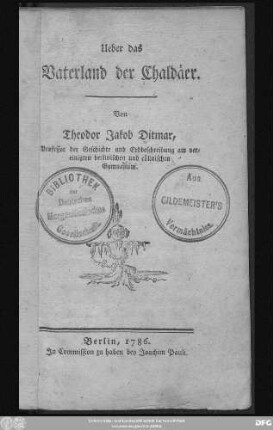 Ueber das
Vaterland der Chaldäer.
Von
Theodor Jakob Ditmar,
Professor der Geschichte und Erdbeschreibung am ver-
einigten berlinischen und cöllnischen
Gymnasium.
BIBLIOTHEK
der
Deutschen
Morgenländischen
Gesellschaft.
Aus
GILDEMEISTER'S
Vermächtniss.
Berlin, 1786.
In Commission zu haben bey Joachim Pauli.
DFG